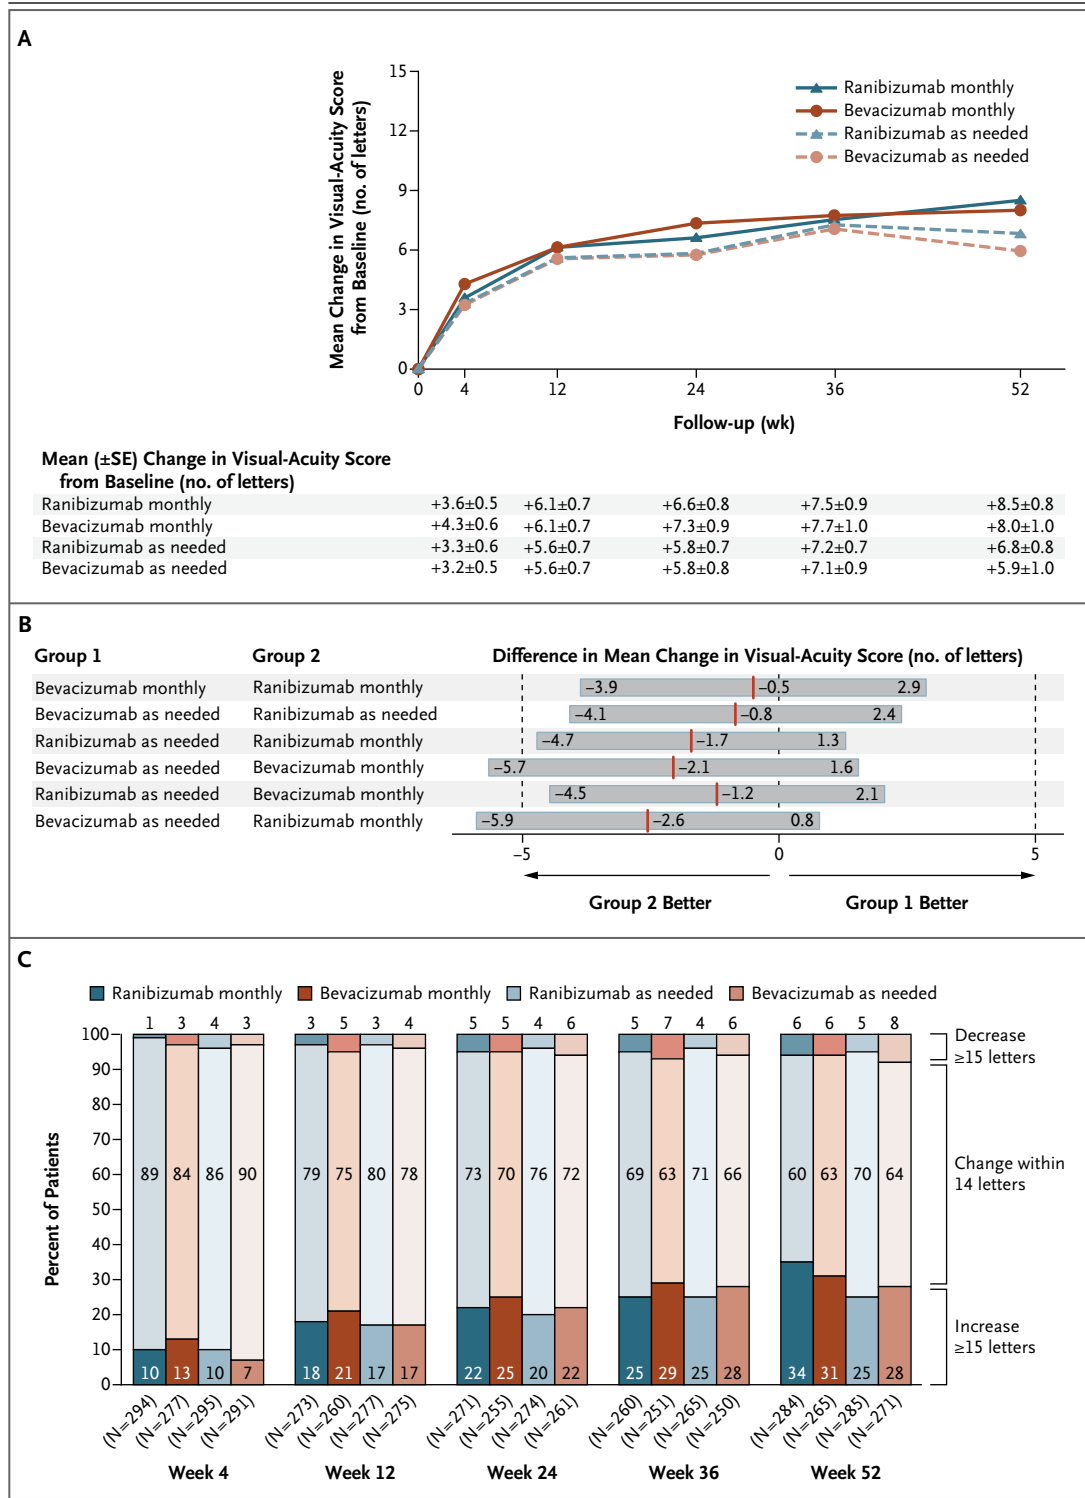 A
Mean Change in Visual-Acuity Score
from Baseline (no. of letters)
15
12
9
6
3
0
Ranibizumab monthly
Bevacizumab monthly
Ranibizumab as needed
Bevacizumab as needed
0 4 12 24 36 52
Follow-up (wk)
Mean (±SE) Change in Visual-Acuity Score
from Baseline (no. of letters)
Ranibizumab monthly +3.6±0.5 +6.1±0.7 +6.6±0.8 +7.5±0.9 +8.5±0.8
Bevacizumab monthly +4.3±0.6 +6.1±0.7 +7.3±0.9 +7.7±1.0 +8.0±1.0
Ranibizumab as needed +3.3±0.6 +5.6±0.7 +5.8±0.7 +7.2±0.7 +6.8±0.8
Bevacizumab as needed +3.2±0.5 +5.6±0.7 +5.8±0.8 +7.1±0.9 +5.9±1.0
B
Group 1 Group 2 Difference in Mean Change in Visual-Acuity Score (no. of letters)
Bevacizumab monthly Ranibizumab monthly −3.9 −0.5 2.9
Bevacizumab as needed Ranibizumab as needed −4.1 −0.8 2.4
Ranibizumab as needed Ranibizumab monthly −4.7 −1.7 1.3
Bevacizumab as needed Bevacizumab monthly −5.7 −2.1 1.6
Ranibizumab as needed Bevacizumab monthly −4.5 −1.2 2.1
Bevacizumab as needed Ranibizumab monthly −5.9 −2.6 0.8
−5 0 5
Group 2 Better Group 1 Better
C
Ranibizumab monthly Bevacizumab monthly Ranibizumab as needed Bevacizumab as needed
1 3 4 3 3 5 3 4 5 5 4 6 5 7 4 6 6 6 5 8
Percent of Patients
100
90
80
70
60
50
40
30
20
10
0
89 84 86 90 79 75 80 78 73 70 76 72 69 63 71 66 60 63 70 64
10 13 10 7 18 21 17 17 22 25 20 22 25 29 25 28 34 31 25 28
Decrease
≥15 letters
Change within
14 letters
Increase
≥15 letters
(N=294) (N=277) (N=295) (N=291) (N=273) (N=260) (N=277) (N=275) (N=271) (N=255) (N=274) (N=261) (N=260) (N=251) (N=265) (N=250) (N=284) (N=265) (N=285) (N=271)
Week 4 Week 12 Week 24 Week 36 Week 52